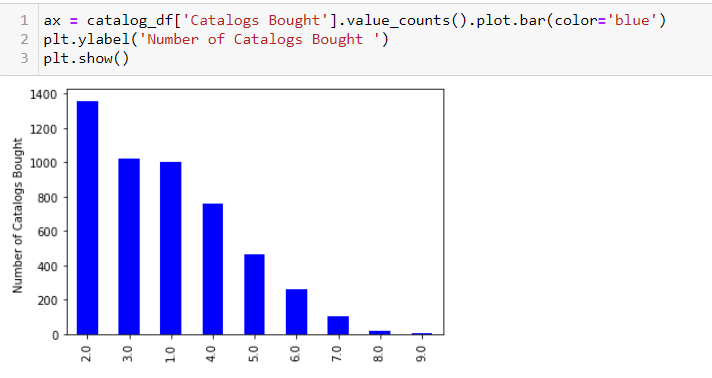 1 ax = catalog_df['Catalogs Bought'].value_counts().plot.bar(color='blue')
2 plt.ylabel('Number of Catalogs Bought ')
3 plt.show()
Number of Catalogs Bought
1400
1200
1000
800
600
400
200
0
2.0 3.0 1.0 4.0 5.0 6.0 7.0 8.0 9.0